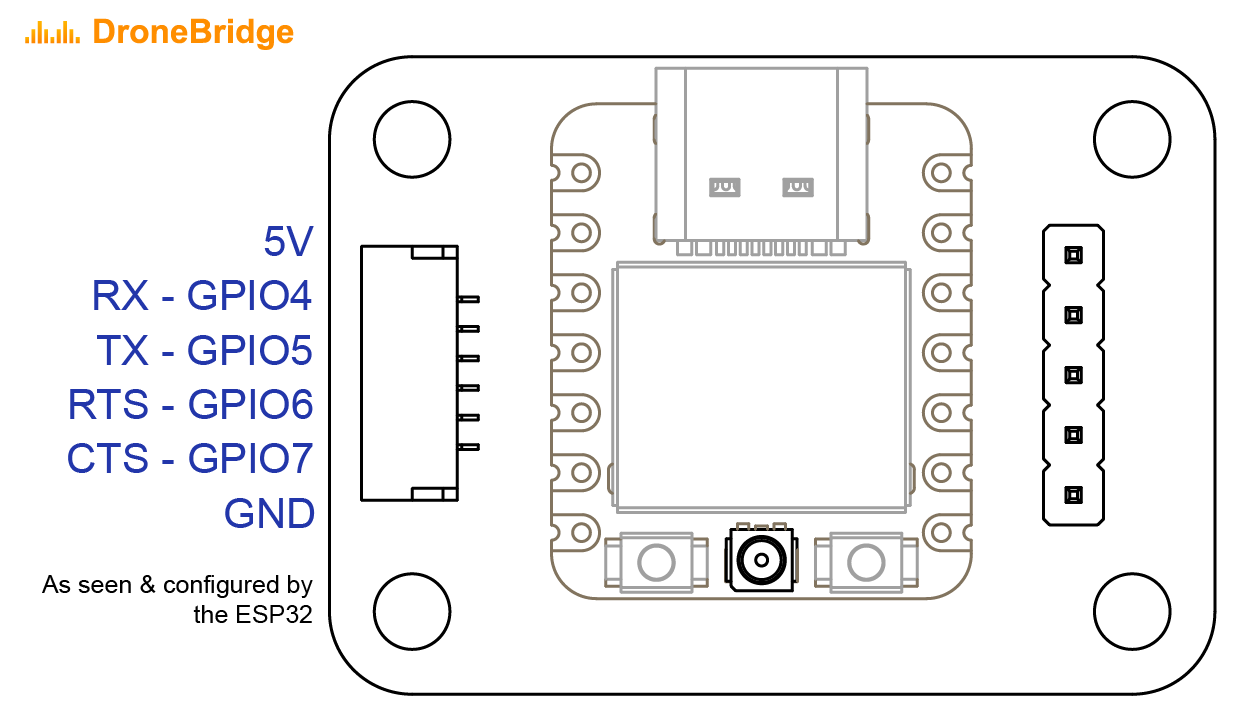 DroneBridge
5V
RX - GPIO4
TX - GPIO5
RTS - GPIO6
CTS - GPIO7
GND
As seen & configured by
the ESP32